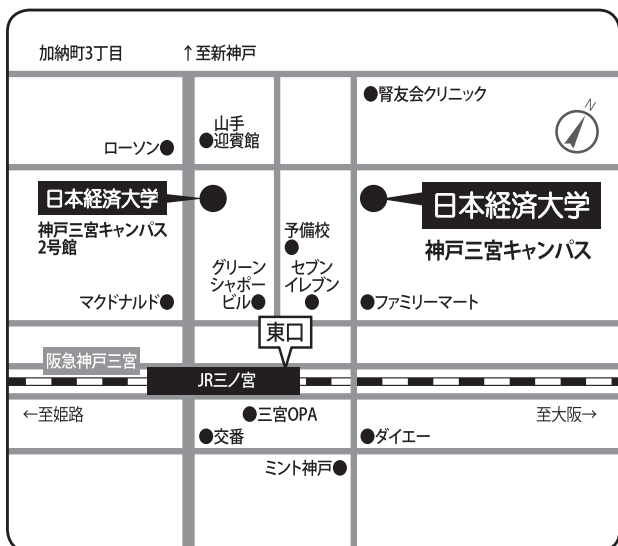 加納町3丁目
↑至新神戸
腎友会クリニック
N
山手
迎賓館
ローソン
日本経済大学
神戸三宮キャンパス
2号館
日本経済大学
神戸三宮キャンパス
予備校
グリーン
シャポー
ビル
セブン
イレブン
マクドナルド
ファミリーマート
東口
阪急神戸三宮
JR三ノ宮
←至姫路
三宮OPA
至大阪→
交番
ダイエー
ミント神戸